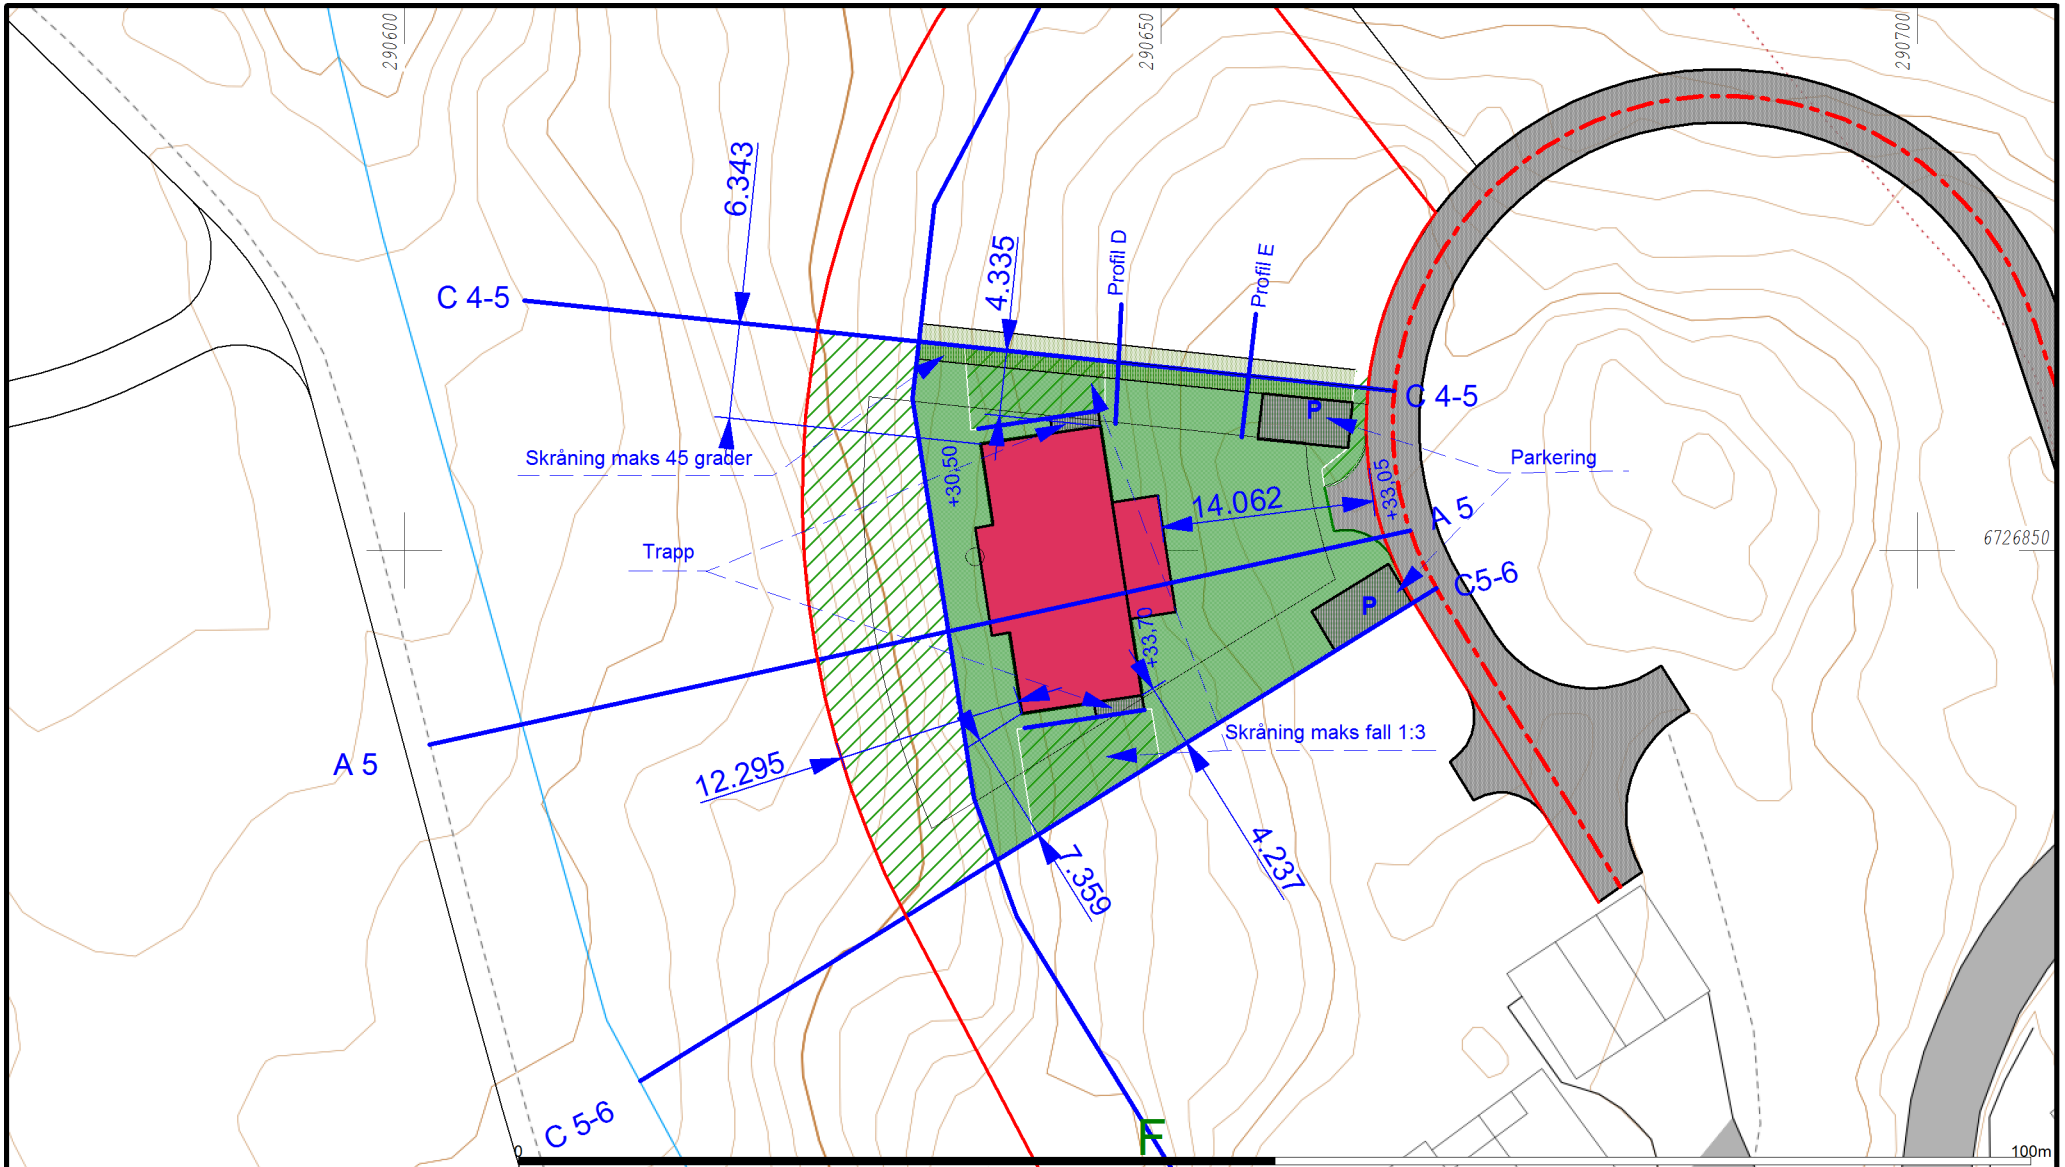 290600
290650
290700
6.343
4.335
Profil D
Profil E
C 4-5
C 4-5
P
Skråning maks 45 grader
+30,50
Parkering
14.062
+33,05
A 5
6726850
Trapp
C5-6
P
+33,70
Skråning maks fall 1:3
A 5
12.295
7.359
4.237
C 5-6
F
0
100m